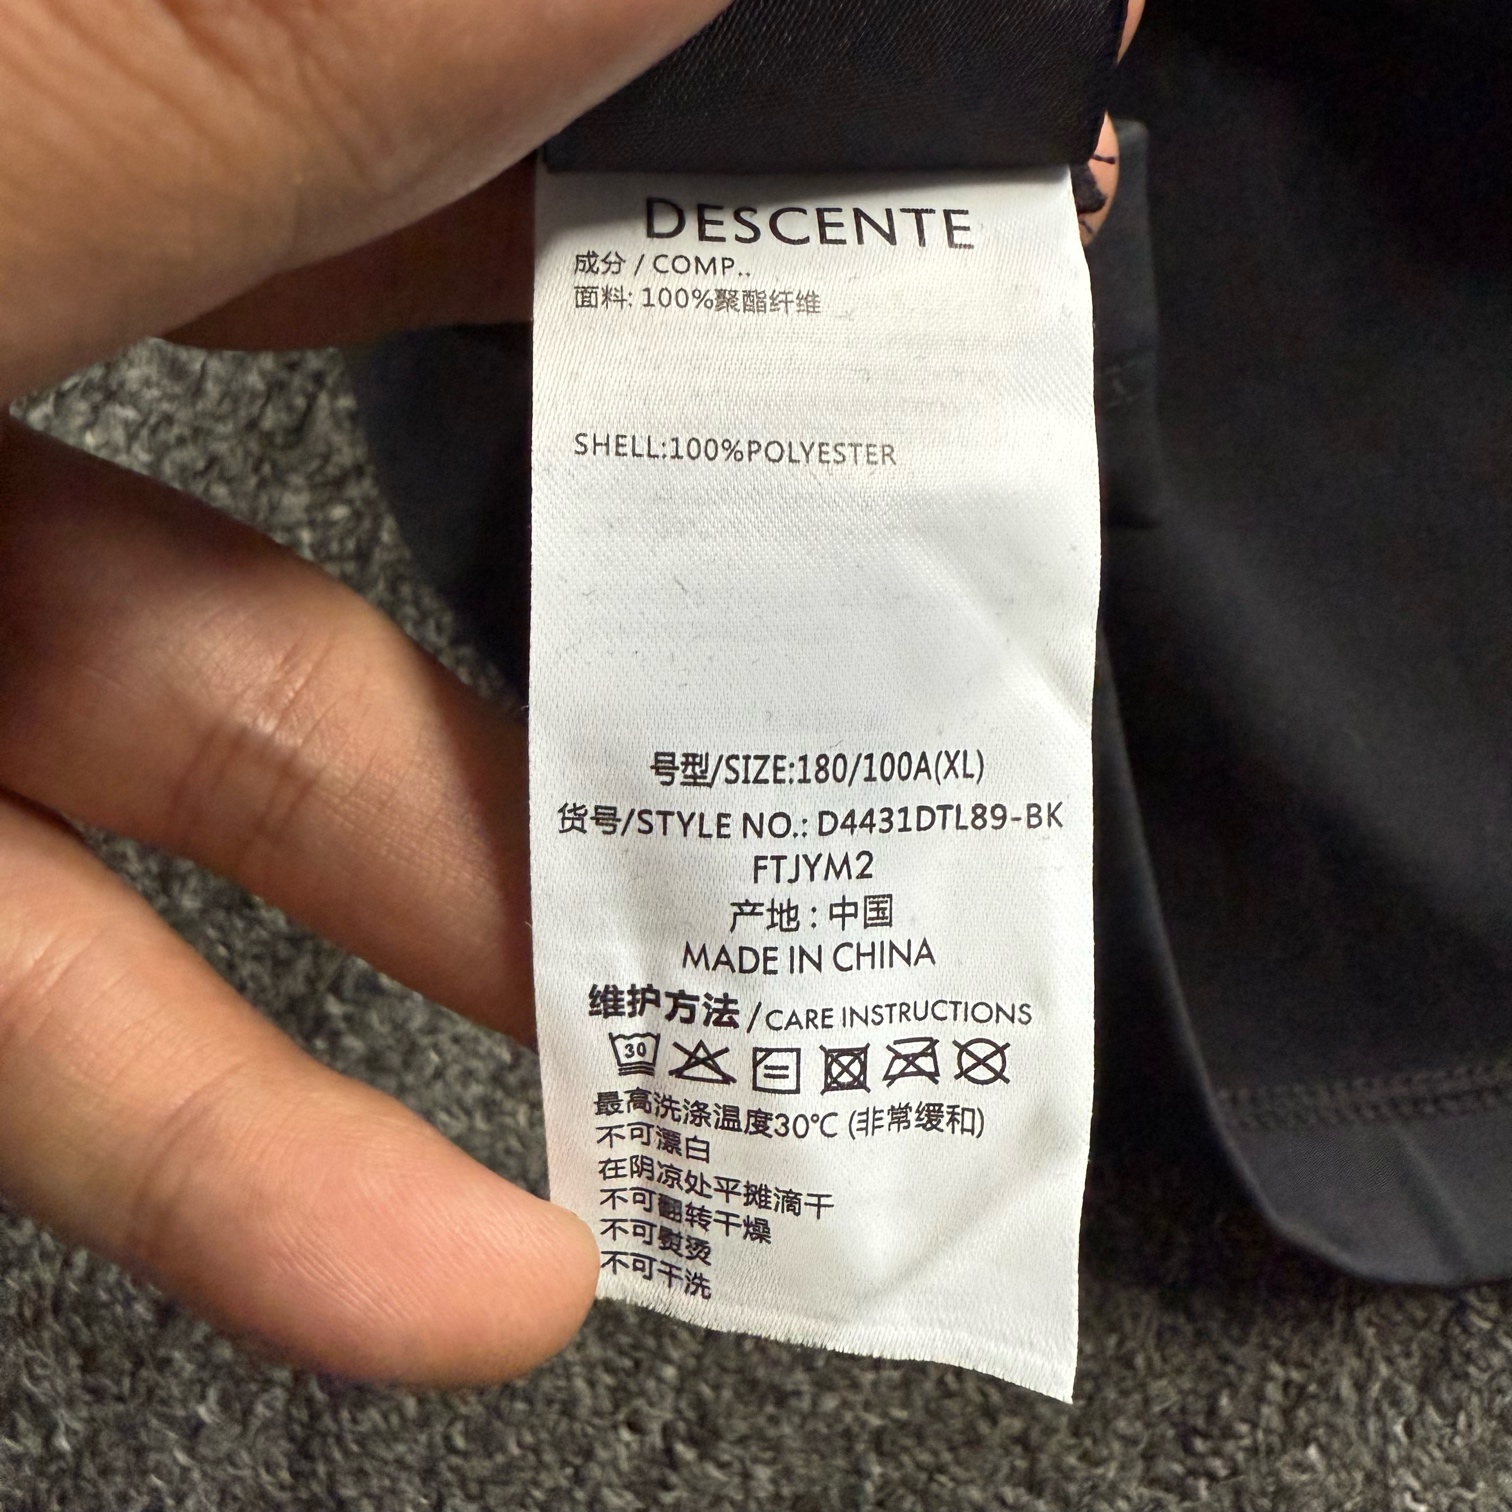 DESCENTE
成分 / COMP..
面料: 100%聚酯纤维
SHELL:100%POLYESTER
号型/SIZE:180/100A(XL)
货号/STYLE NO.: D4431DTL89-BK
FTJYM2
产地 : 中国
MADE IN CHINA
维护方法 / CARE INSTRUCTIONS
30
最高洗涤温度30℃ (非常缓和)
不可漂白
在阴凉处平摊滴干
不可翻转干燥
不可熨烫
不可干洗